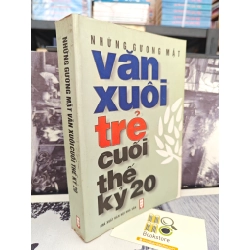 NHỮNG GƯƠNG MẶT
văn
xuôi
trẻ
cuối
thế
kỷ 20
NHỮNG GƯƠNG MẶT VĂN XUÔI CUỐI THẾ KỶ 20
Bookstore